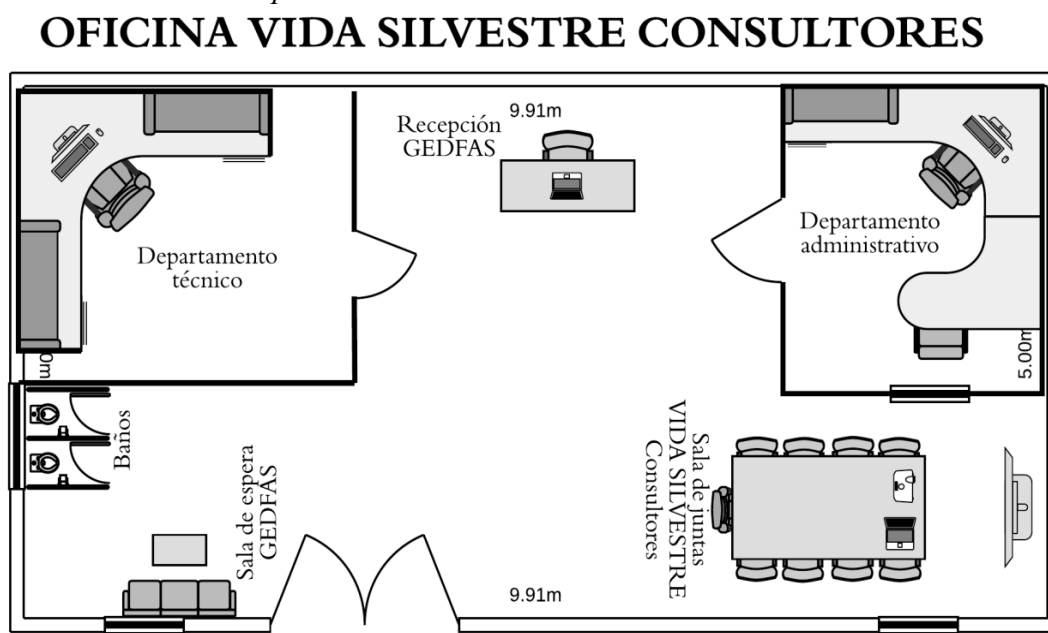 OFICINA VIDA SILVESTRE CONSULTORES
9.91m
Recepción
GEDFAS
Departamento
técnico
Departamento
administrativo
0m
5.00m
Baños
Sala de espera
GEDFAS
Sala de juntas
VIDA SILVESTRE
Consultores
9.91m